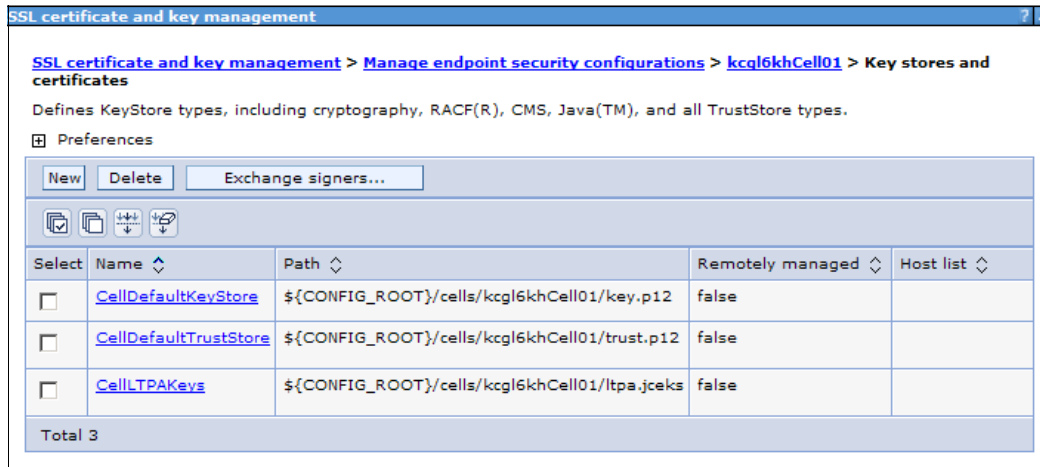 SSL certificate and key management ?
SSL certificate and key management > Manage endpoint security configurations > kcgl6khCell01 > Key stores and
certificates
Defines KeyStore types, including cryptography, RACF(R), CMS, Java(TM), and all TrustStore types.
Preferences
New Delete Exchange signers...
Select Name Path Remotely managed Host list
CellDefaultKeyStore ${CONFIG_ROOT}/cells/kcgl6khCell01/key.p12 false
CellDefaultTrustStore ${CONFIG_ROOT}/cells/kcgl6khCell01/trust.p12 false
CellLTPAKeys ${CONFIG_ROOT}/cells/kcgl6khCell01/ltpa.jceks false
Total 3